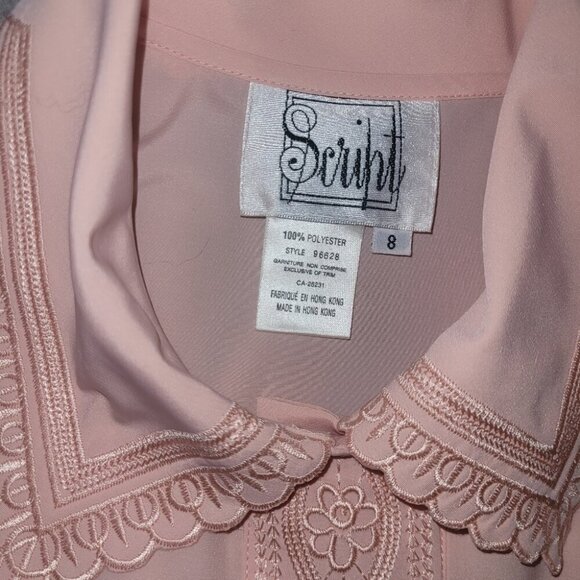 Script
8
100% POLYESTER
STYLE 96628
GARNITURE NON COMPRISE
EXCLUSIVE OF TRIM
CA-28231
FABRIQUÉ EN HONG KONG
MADE IN HONG KONG